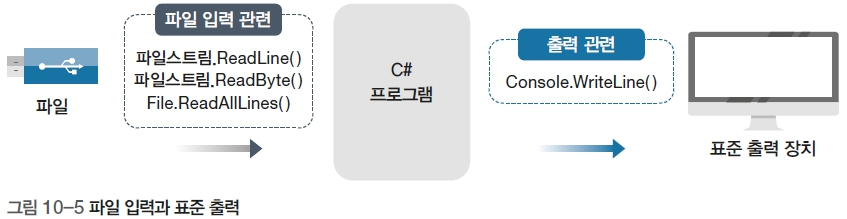 파일 입력 관련
파일스트림.ReadLine()
파일스트림.ReadByte()
File.ReadAllLines()
파일
C#
프로그램
출력 관련
Console.WriteLine()
표준 출력 장치
그림 10-5 파일 입력과 표준 출력